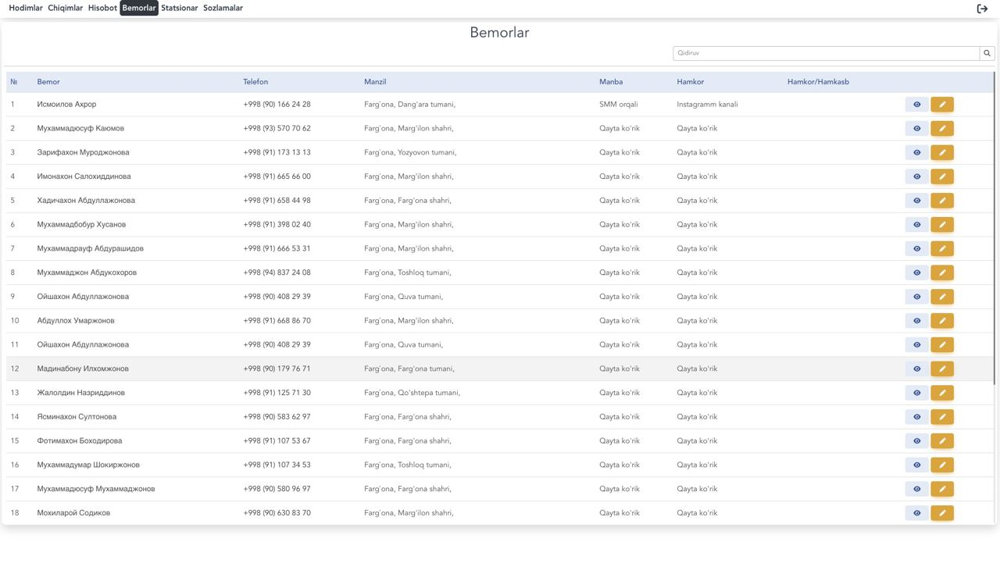 Hodimlar Chiqimlar Hisobot Bemorlar Statsionar Sozlamalar
Bemorlar
Qidiruv
№ Bemor Telefon Manzil Manba Hamkor Hamkor/Hamkasb
1 Исмоилов Ахрор +998 (90) 166 24 28 Farg`ona, Dang'ara tumani, SMM orqali Instagramm kanali
2 Мухаммадюсуф Каюмов +998 (93) 570 70 62 Farg`ona, Marg'ilon shahri, Qayta ko'rik Qayta ko'rik
3 Зарифахон Муроджонова +998 (91) 173 13 13 Farg`ona, Yozyovon tumani, Qayta ko'rik Qayta ko'rik
4 Имонахон Салохиддинова +998 (91) 665 66 00 Farg`ona, Marg'ilon shahri, Qayta ko'rik Qayta ko'rik
5 Хадичахон Абдуллажонова +998 (91) 658 44 98 Farg`ona, Farg'ona shahri, Qayta ko'rik Qayta ko'rik
6 Мухаммадбобур Хусанов +998 (91) 398 02 40 Farg`ona, Marg'ilon shahri, Qayta ko'rik Qayta ko'rik
7 Мухаммадрауф Абдурашидов +998 (91) 666 53 31 Farg`ona, Marg'ilon shahri, Qayta ko'rik Qayta ko'rik
8 Мухаммаджон Абдукохоров +998 (94) 837 24 08 Farg`ona, Toshloq tumani, Qayta ko'rik Qayta ko'rik
9 Ойшахон Абдуллажонова +998 (90) 408 29 39 Farg`ona, Quva tumani, Qayta ko'rik Qayta ko'rik
10 Абдуллох Умаржонов +998 (91) 668 86 70 Farg`ona, Marg'ilon shahri, Qayta ko'rik Qayta ko'rik
11 Ойшахон Абдуллажонова +998 (90) 408 29 39 Farg`ona, Quva tumani, Qayta ko'rik Qayta ko'rik
12 Мадинабону Илхомжонов +998 (90) 179 76 71 Farg`ona, Farg'ona tumani, Qayta ko'rik Qayta ko'rik
13 Жалолдин Назриддинов +998 (91) 125 71 30 Farg`ona, Qo'shtepa tumani, Qayta ko'rik Qayta ko'rik
14 Ясминахон Султонова +998 (90) 583 62 97 Farg`ona, Farg'ona shahri, Qayta ko'rik Qayta ko'rik
15 Фотимахон Боходирова +998 (91) 107 53 67 Farg`ona, Farg'ona shahri, Qayta ko'rik Qayta ko'rik
16 Мухаммадумар Шокиржонов +998 (91) 107 34 53 Farg`ona, Toshloq tumani, Qayta ko'rik Qayta ko'rik
17 Мухаммадюсуф Мухаммаджонов +998 (90) 580 96 97 Farg`ona, Farg'ona shahri, Qayta ko'rik Qayta ko'rik
18 Мохиларой Содиков +998 (90) 630 83 70 Farg`ona, Marg'ilon shahri, Qayta ko'rik Qayta ko'rik